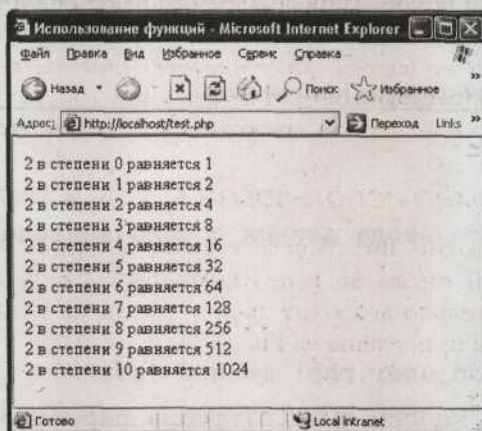 Использование функций - Microsoft Internet Explorer
Файл Правка Вид Избранное Сервис Справка
Назад Поиск Избранное »
Адрес: http://localhost/test.php Переход Links »
2 в степени 0 равняется 1
2 в степени 1 равняется 2
2 в степени 2 равняется 4
2 в степени 3 равняется 8
2 в степени 4 равняется 16
2 в степени 5 равняется 32
2 в степени 6 равняется 64
2 в степени 7 равняется 128
2 в степени 8 равняется 256
2 в степени 9 равняется 512
2 в степени 10 равняется 1024
Готово Local intranet